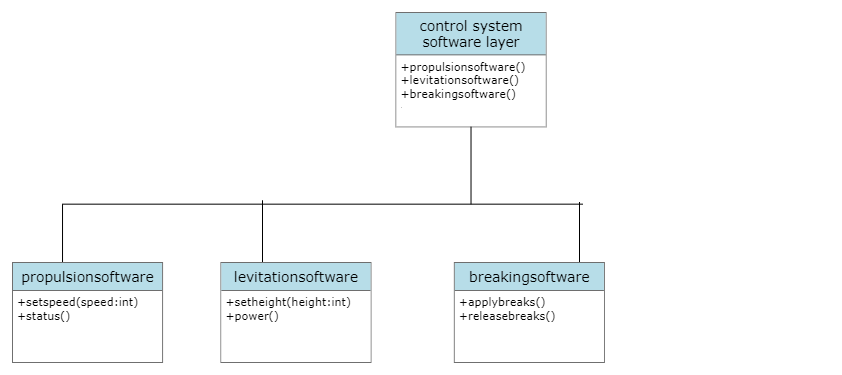 control system
software layer
+propulsionsoftware()
+levitationsoftware()
+breakingsoftware()
propulsionsoftware
+setspeed(speed:int)
+status()
levitationsoftware
+setheight(height:int)
+power()
breakingsoftware
+applybreaks()
+releasebreaks()